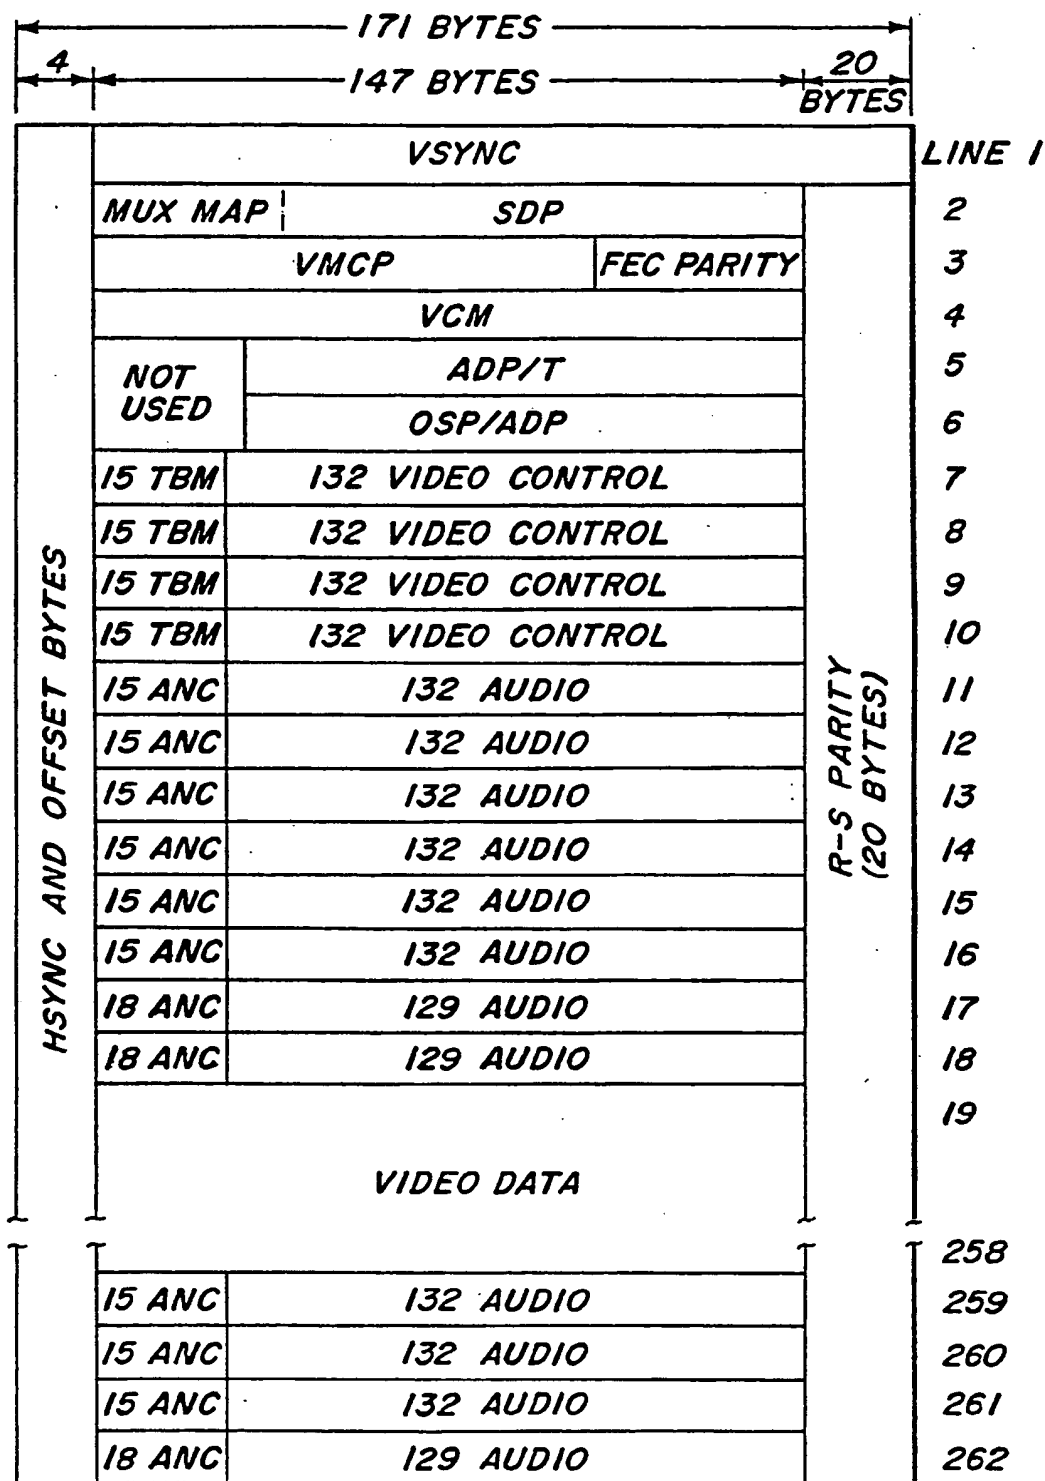 171 BYTES
4 147 BYTES 20 BYTES
VSYNC LINE 1
MUX MAP SDP 2
VMCP FEC PARITY 3
VCM 4
NOT USED
ADP/T 5
OSP/ADP 6
15 TBM 132 VIDEO CONTROL 7
15 TBM 132 VIDEO CONTROL 8
15 TBM 132 VIDEO CONTROL 9
15 TBM 132 VIDEO CONTROL 10
15 ANC 132 AUDIO 11
15 ANC 132 AUDIO 12
15 ANC 132 AUDIO 13
15 ANC 132 AUDIO 14
15 ANC 132 AUDIO 15
15 ANC 132 AUDIO 16
18 ANC 129 AUDIO 17
18 ANC 129 AUDIO 18
19
VIDEO DATA
258
15 ANC 132 AUDIO 259
15 ANC 132 AUDIO 260
15 ANC 132 AUDIO 261
18 ANC 129 AUDIO 262
HSYNC AND OFFSET BYTES
R-S PARITY
(20 BYTES)